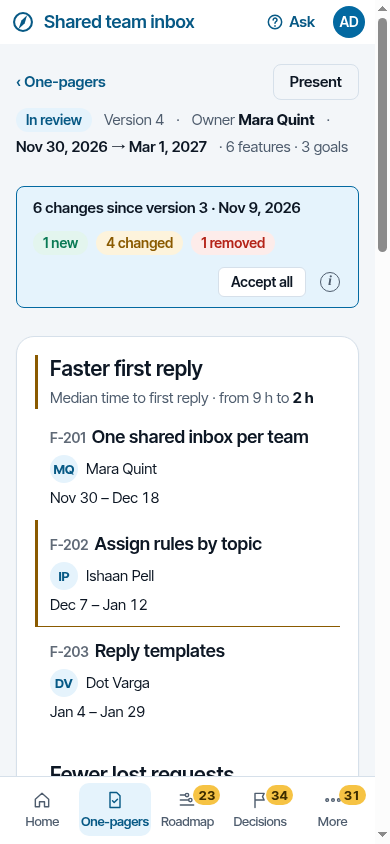 Shared team inbox
Ask
AD
‹ One-pagers
Present
In review Version 4 · Owner Mara Quint ·
Nov 30, 2026 → Mar 1, 2027 · 6 features · 3 goals
6 changes since version 3 · Nov 9, 2026
1 new 4 changed 1 removed
Accept all i
Faster first reply
Median time to first reply · from 9 h to 2 h
F-201 One shared inbox per team
MQ Mara Quint
Nov 30 – Dec 18
F-202 Assign rules by topic
IP Ishaan Pell
Dec 7 – Jan 12
F-203 Reply templates
DV Dot Varga
Jan 4 – Jan 29
Fewer lost requests
23 34 31
Home One-pagers Roadmap Decisions More